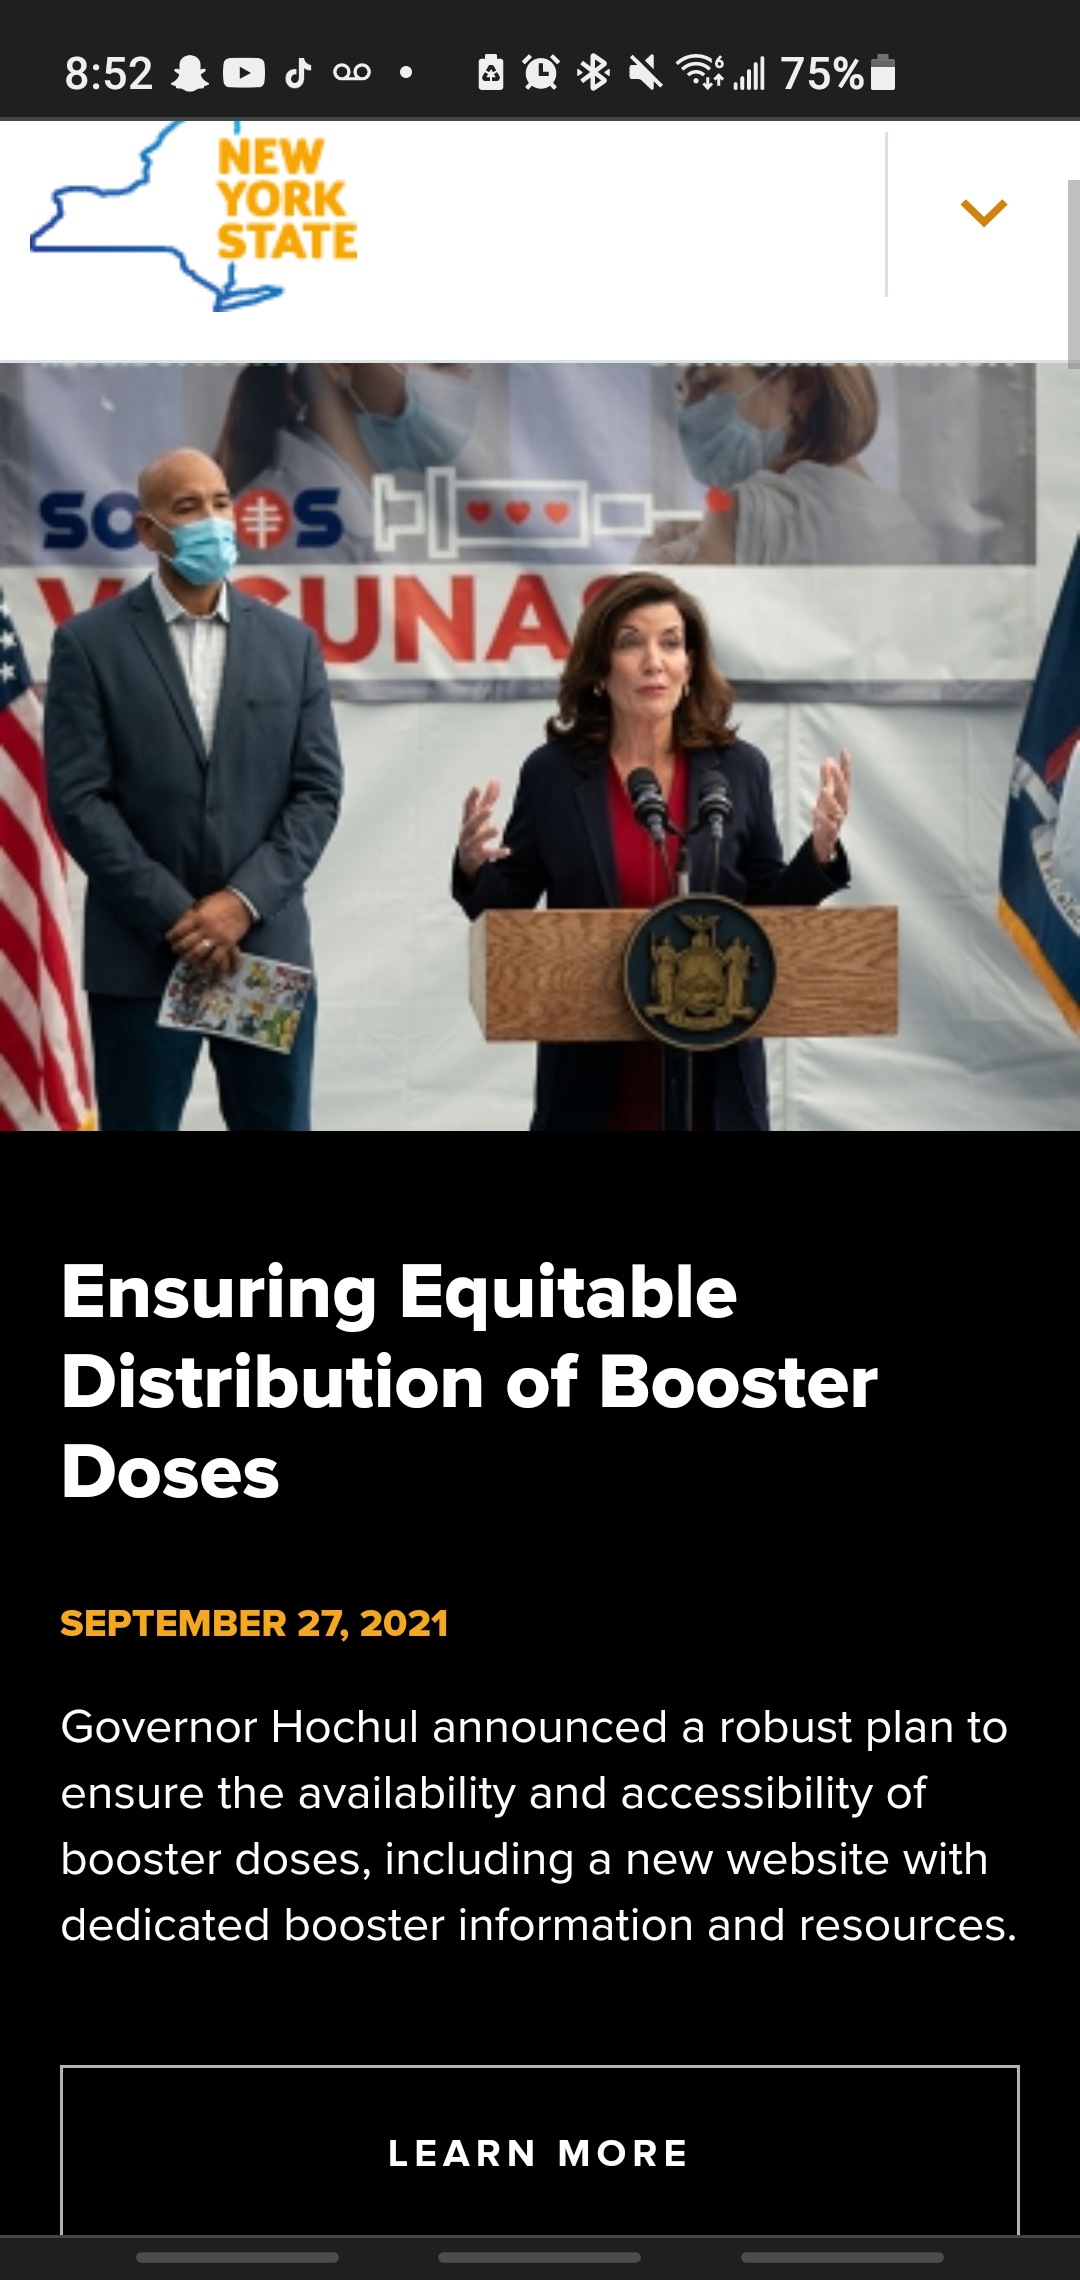 8:52
6
75%
NEW
YORK
STATE
VACUNAS
Ensuring Equitable
Distribution of Booster
Doses
SEPTEMBER 27, 2021
Governor Hochul announced a robust plan to
ensure the availability and accessibility of
booster doses, including a new website with
dedicated booster information and resources.
LEARN MORE